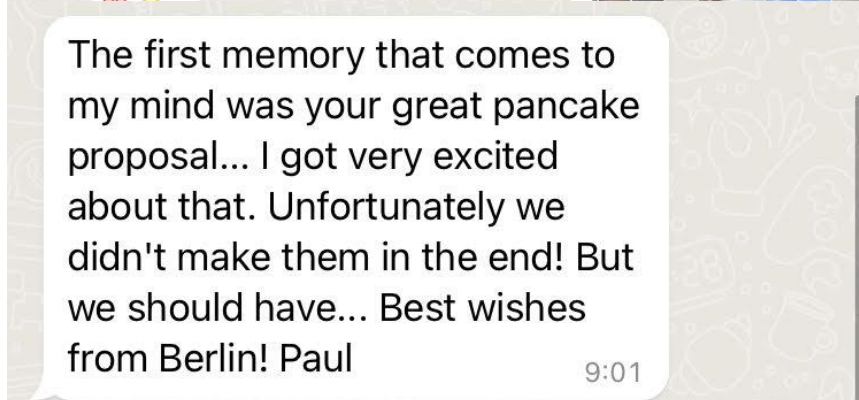 The first memory that comes to
my mind was your great pancake
proposal... I got very excited
about that. Unfortunately we
didn't make them in the end! But
we should have... Best wishes
from Berlin! Paul
9:01